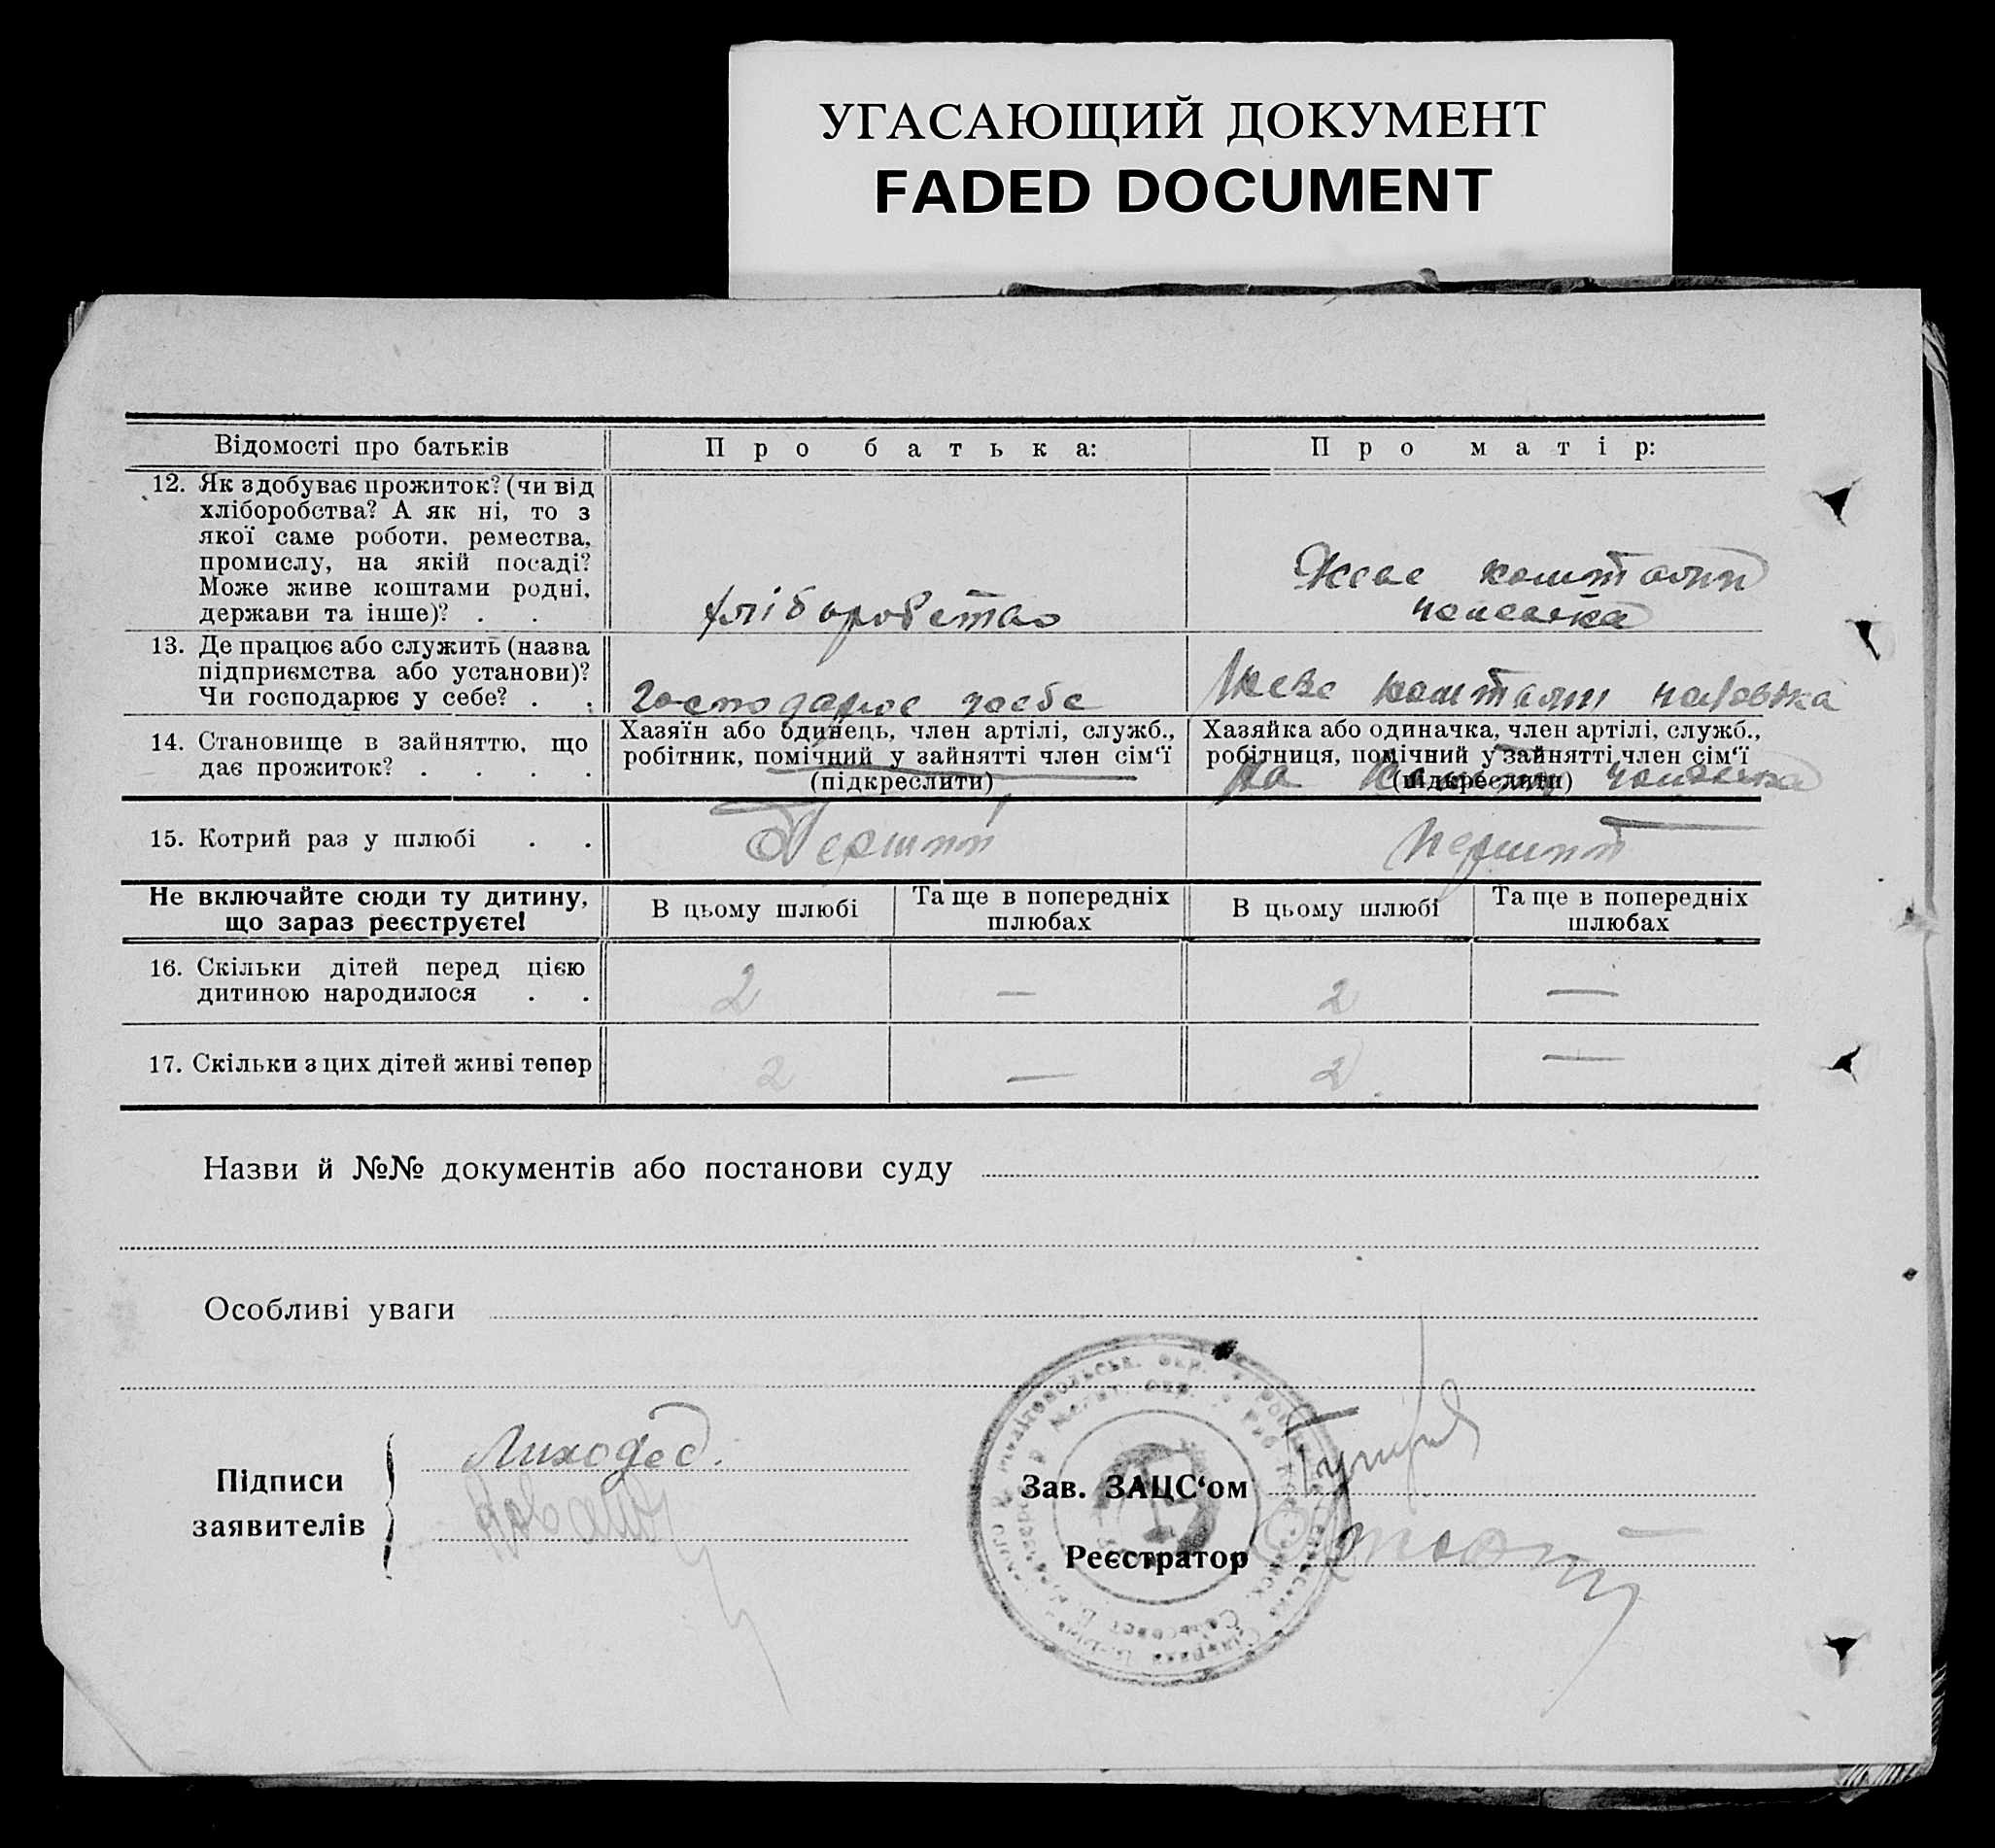 УГАСАЮЩИЙ ДОКУМЕНТ
FADED DOCUMENT
Відомості про батьків
Про батька:
Про матір:
12. Як здобуває прожиток? (чи від
хліборобства? А як ні, то з
якої саме роботи, ремества,
промислу, на якій посаді?
Може живе коштами родні,
держави та інше)? . .
хліборобство
Живе коштами
чоловіка
13. Де працює або служить (назва
підприємства або установи)?
Чи господарює у себе? . .
господарює у себе
живе коштами чоловіка
14. Становище в зайняттю, що
дає прожиток? . . . .
Хазяїн або одинець, член артілі, служб.,
робітник, помічний у зайнятті член сім'ї
(підкреслити)
Хазяйка або одиначка, член артілі, служб.,
робітниця, помічний у зайнятті член сім'ї
(підкреслити)
на чоловіка
15. Котрий раз у шлюбі . .
Перший
перший
Не включайте сюди ту дитину,
що зараз реєструєте!
В цьому шлюбі
Та ще в попередніх
шлюбах
В цьому шлюбі
Та ще в попередніх
шлюбах
16. Скільки дітей перед цією
дитиною народилося . .
2 — 2 —
17. Скільки з цих дітей живі тепер
2 — 2 —
Назви й №№ документів або постанови суду
Особливі уваги
Підписи
заявителів
Лиходед.
Зав. ЗАЦС'ом
Реєстратор